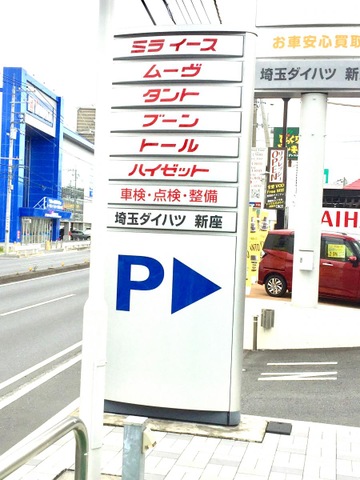 ミラ イース
ムーヴ
タント
ブーン
トール
ハイゼット
車検・点検・整備
埼玉ダイハツ 新座
P
お車安心買取
埼玉ダイハツ 新
OPEN
AIHA